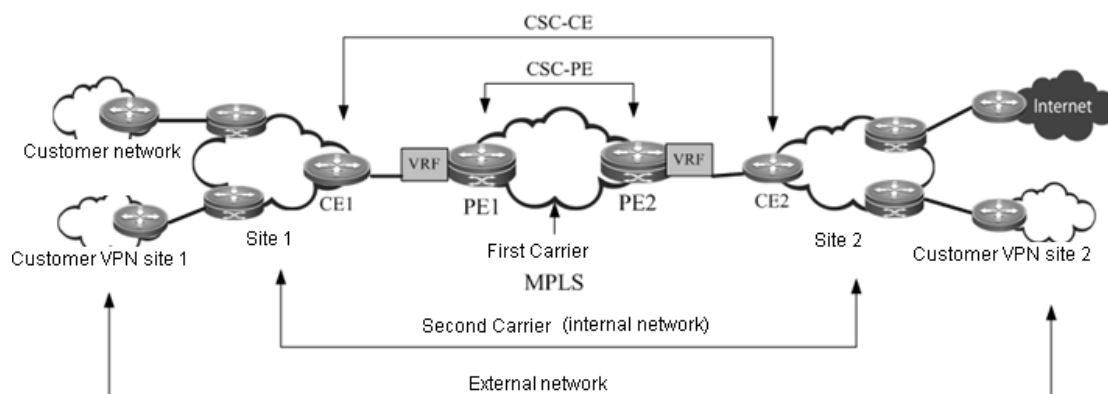 CSC-CE
CSC-PE
Internet
Customer network
VRF
VRF
CE1
PE1
PE2
CE2
Site 1
First Carrier
Site 2
Customer VPN site 1
Customer VPN site 2
MPLS
Second Carrier (internal network)
External network